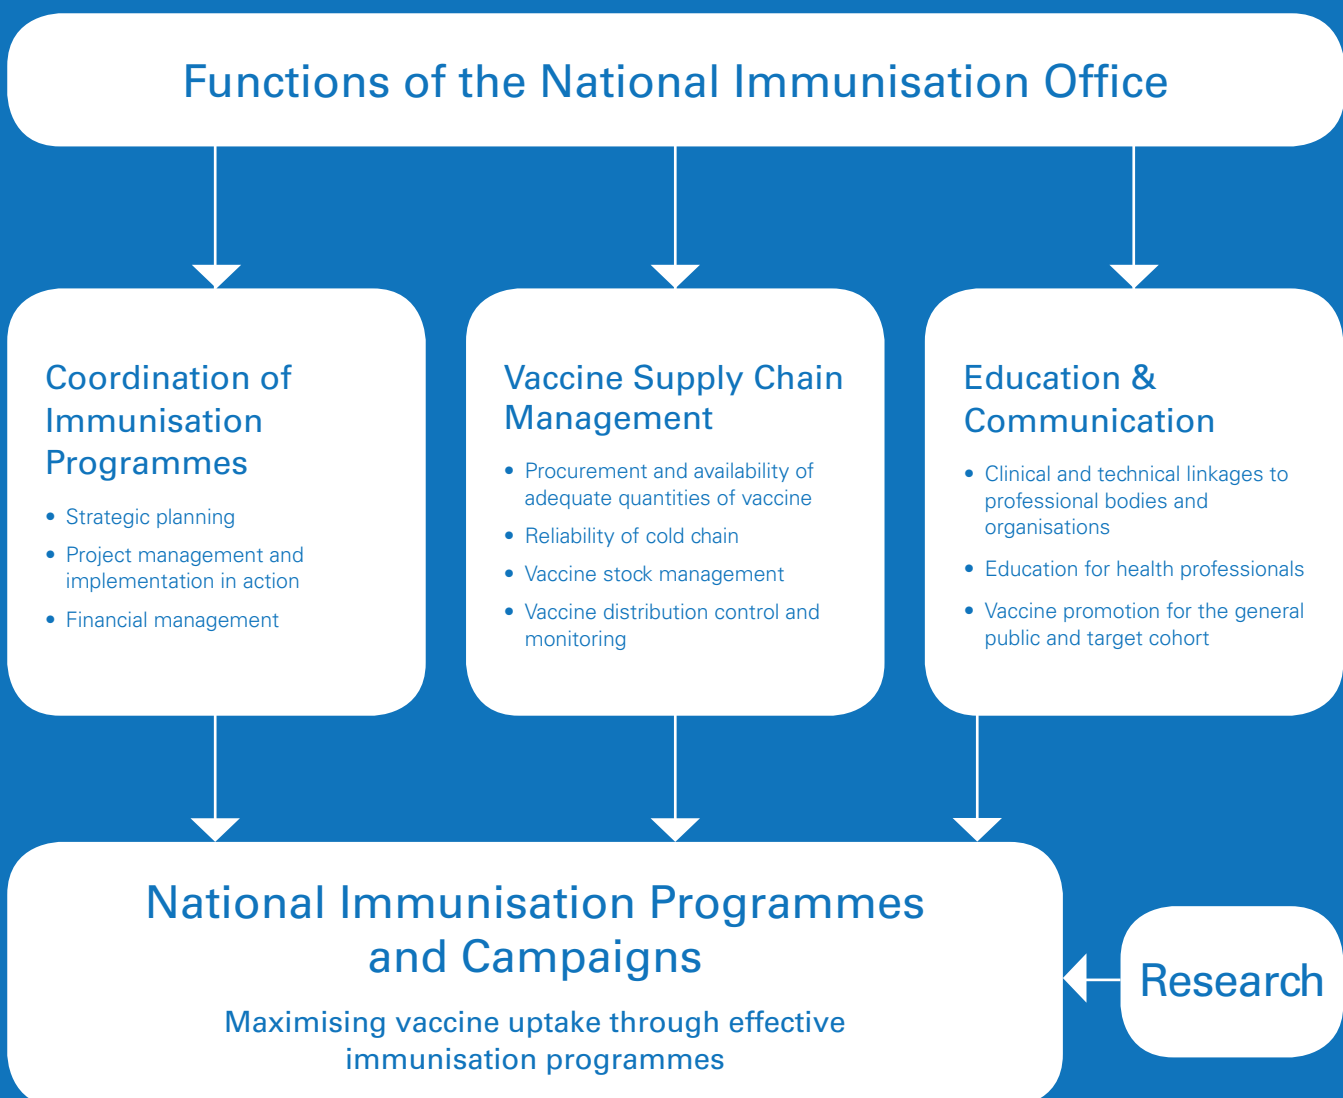 Functions of the National Immunisation Office
Coordination of
Immunisation
Programmes
• Strategic planning
• Project management and
implementation in action
• Financial management
Vaccine Supply Chain
Management
• Procurement and availability of
adequate quantities of vaccine
• Reliability of cold chain
• Vaccine stock management
• Vaccine distribution control and
monitoring
Education &
Communication
• Clinical and technical linkages to
professional bodies and
organisations
• Education for health professionals
• Vaccine promotion for the general
public and target cohort
National Immunisation Programmes
and Campaigns
Maximising vaccine uptake through effective
immunisation programmes
Research